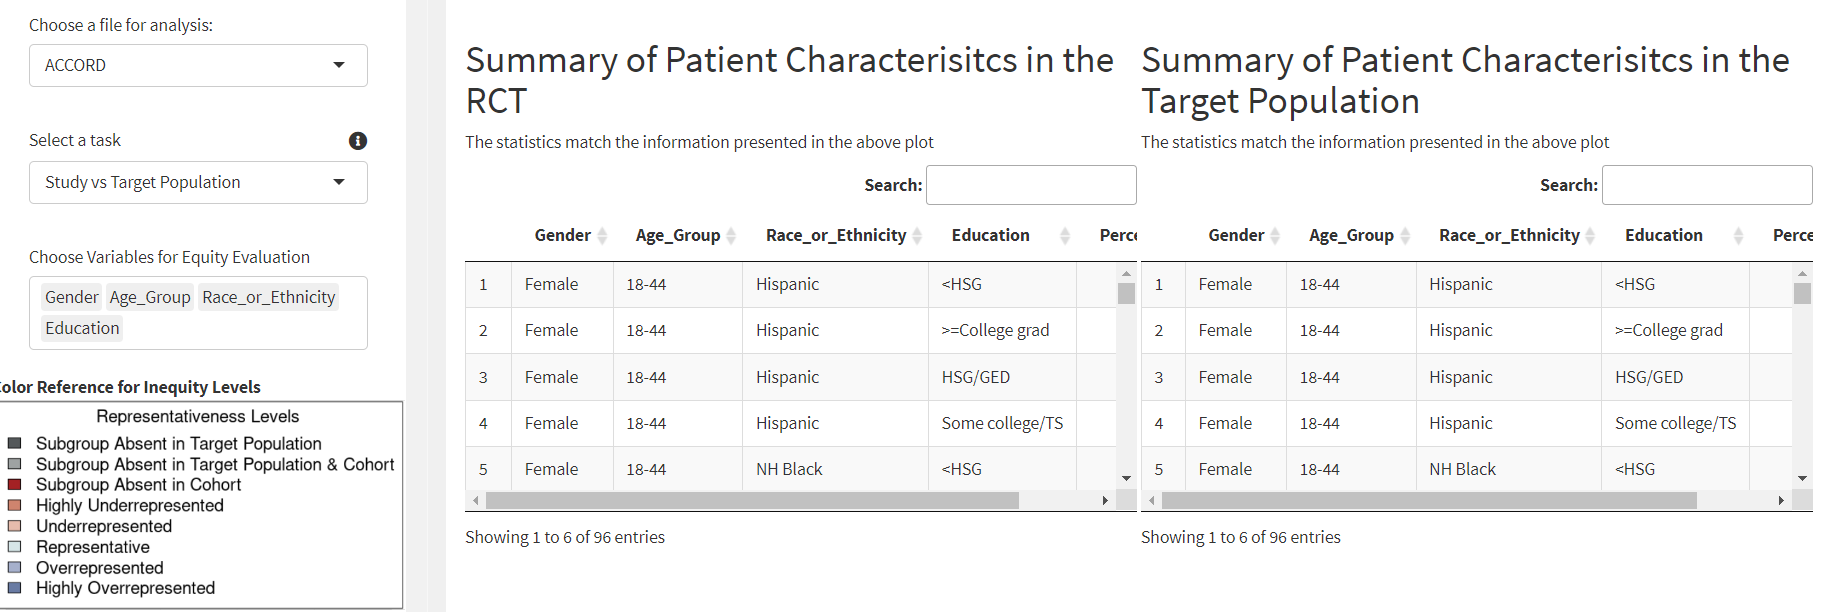 Choose a file for analysis:
ACCORD
Select a task
Study vs Target Population
Choose Variables for Equity Evaluation
Gender Age_Group Race_or_Ethnicity
Education
olor Reference for Inequity Levels
Representativeness Levels
Subgroup Absent in Target Population
Subgroup Absent in Target Population & Cohort
Subgroup Absent in Cohort
Highly Underrepresented
Underrepresented
Representative
Overrepresented
Highly Overrepresented
Summary of Patient Characterisitcs in the
RCT
The statistics match the information presented in the above plot
Search:
Gender Age_Group Race_or_Ethnicity Education Perce
1 Female 18-44 Hispanic <HSG
2 Female 18-44 Hispanic >=College grad
3 Female 18-44 Hispanic HSG/GED
4 Female 18-44 Hispanic Some college/TS
5 Female 18-44 NH Black <HSG
Showing 1 to 6 of 96 entries
Summary of Patient Characterisitcs in the
Target Population
The statistics match the information presented in the above plot
Search:
Gender Age_Group Race_or_Ethnicity Education Perce
1 Female 18-44 Hispanic <HSG
2 Female 18-44 Hispanic >=College grad
3 Female 18-44 Hispanic HSG/GED
4 Female 18-44 Hispanic Some college/TS
5 Female 18-44 NH Black <HSG
Showing 1 to 6 of 96 entries